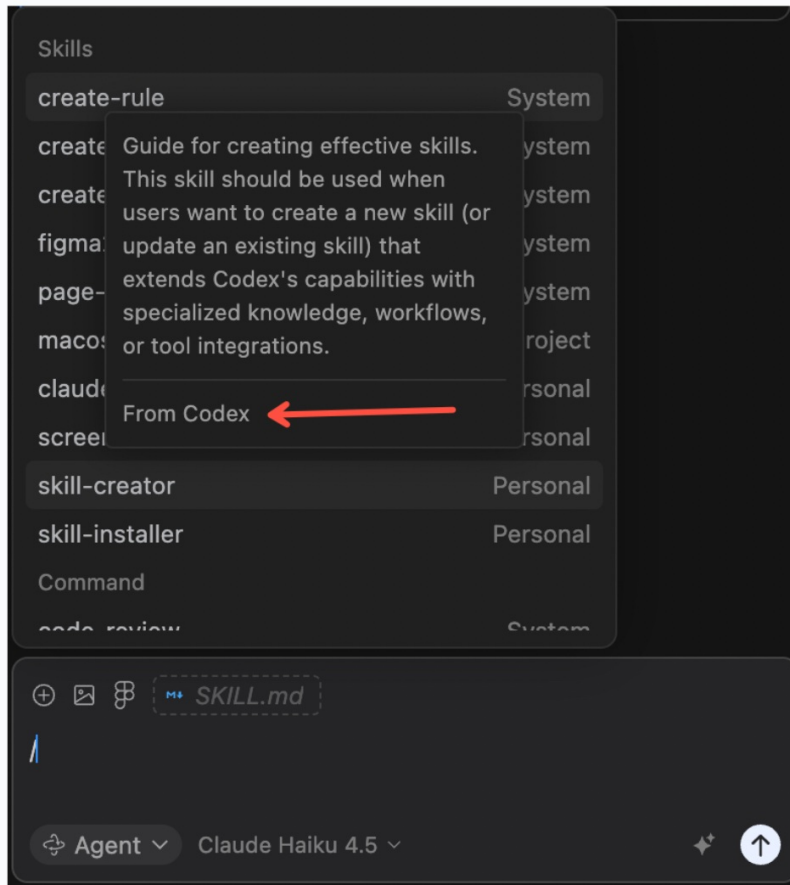 Skills
create-rule System
create ystem
Guide for creating effective skills.
This skill should be used when
users want to create a new skill (or
update an existing skill) that
extends Codex's capabilities with
specialized knowledge, workflows,
or tool integrations.
From Codex
create ystem
figma ystem
page- ystem
macos roject
claude rsonal
screen rsonal
skill-creator Personal
skill-installer Personal
Command
code_review System
M↓ SKILL.md
/
Agent Claude Haiku 4.5